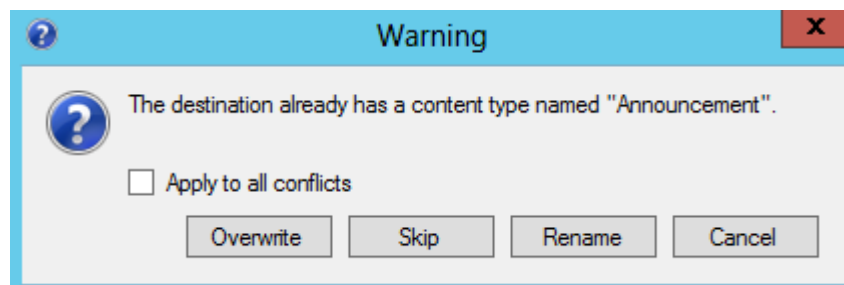 Warning
X
The destination already has a content type named "Announcement".
?
Apply to all conflicts
Overwrite Skip Rename Cancel